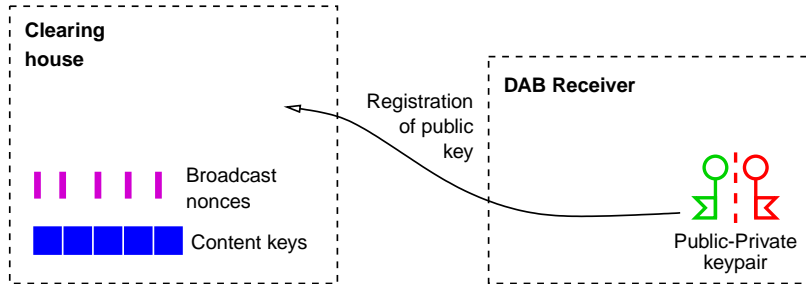 Clearing
house
Broadcast
nonces
Content keys
Registration
of public
key
DAB Receiver
Public-Private
keypair